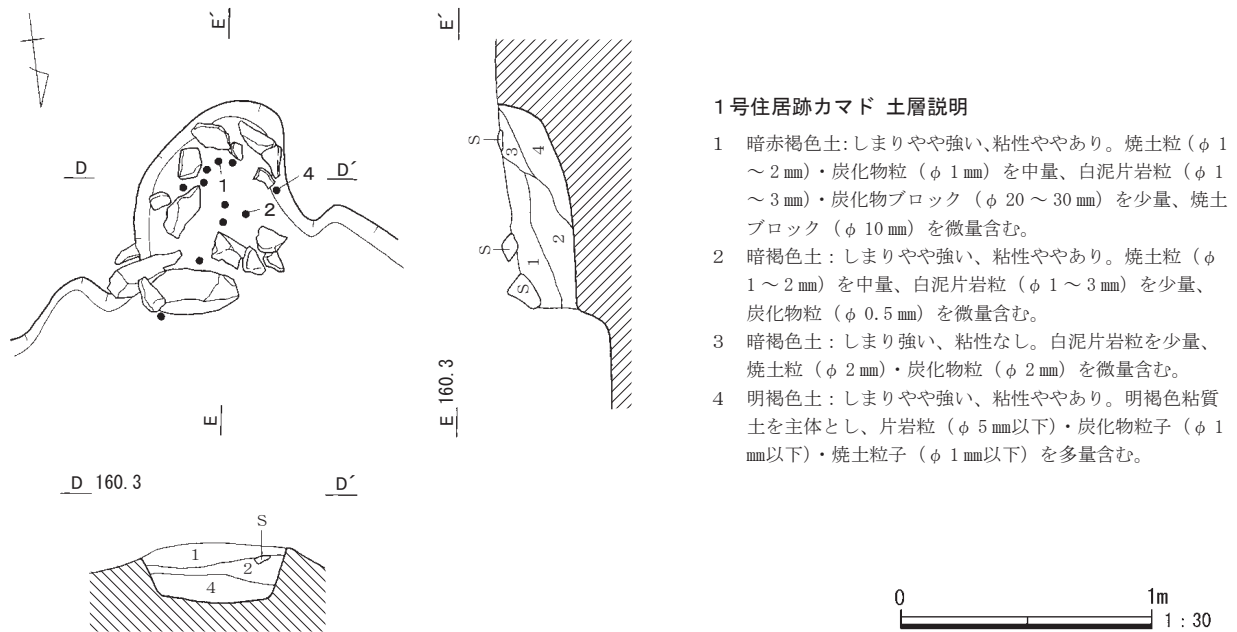 E´
E´
D
D´
1
4
2
E
S
3
4
S
1
2
S
E 160.3
D 160.3
D´
S
1
2
4
1号住居跡カマド 土層説明
1 暗赤褐色土:しまりやや強い、粘性ややあり。焼土粒(φ 1
～ 2 ㎜)・炭化物粒(φ 1 ㎜)を中量、白泥片岩粒(φ 1
～ 3 ㎜)・炭化物ブロック(φ 20 ～ 30 ㎜)を少量、焼土
ブロック(φ 10 ㎜)を微量含む。
2 暗褐色土:しまりやや強い、粘性ややあり。焼土粒(φ
1 ～ 2 ㎜)を中量、白泥片岩粒(φ 1 ～ 3 ㎜)を少量、
炭化物粒(φ 0.5 ㎜)を微量含む。
3 暗褐色土:しまり強い、粘性なし。白泥片岩粒を少量、
焼土粒(φ 2 ㎜)・炭化物粒(φ 2 ㎜)を微量含む。
4 明褐色土:しまりやや強い、粘性ややあり。明褐色粘質
土を主体とし、片岩粒(φ 5 ㎜以下)・炭化物粒子(φ 1
㎜以下)・焼土粒子(φ 1 ㎜以下)を多量含む。
0 1m
1 : 30